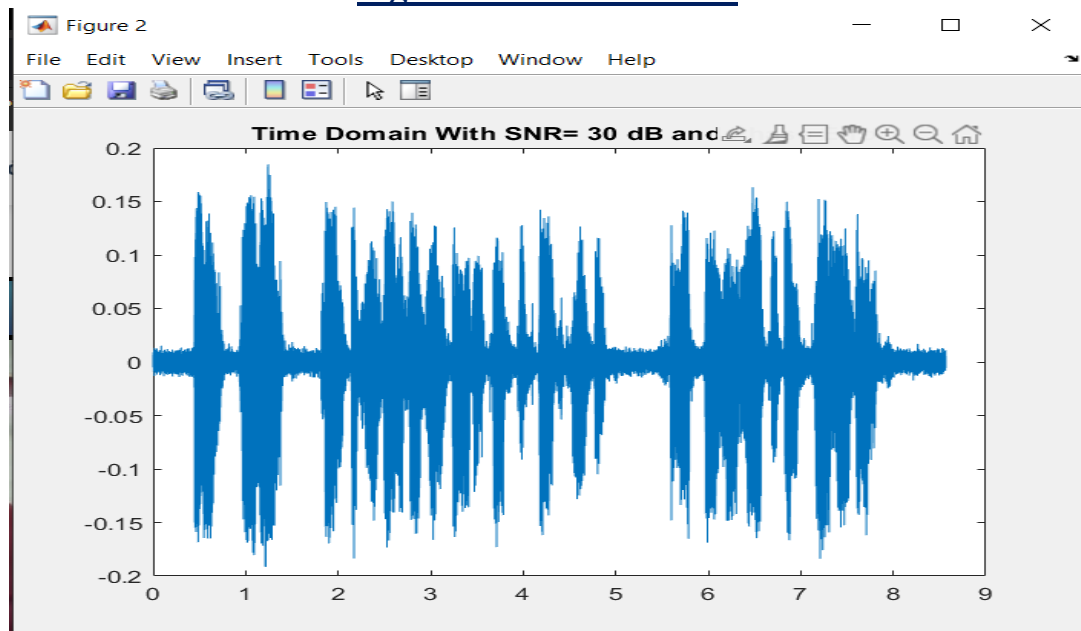 Figure 2
File Edit View Insert Tools Desktop Window Help
Time Domain With SNR= 30 dB and
0.2
0.15
0.1
0.05
0
-0.05
-0.1
-0.15
-0.2
0 1 2 3 4 5 6 7 8 9